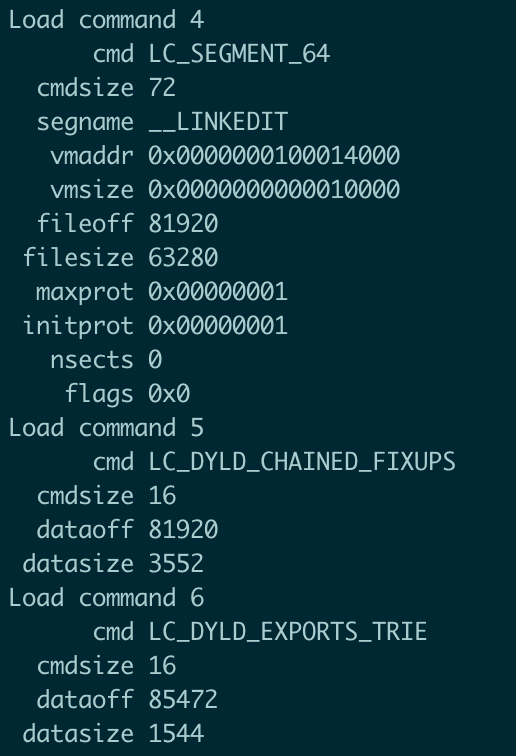 Load command 4
      cmd LC_SEGMENT_64
  cmdsize 72
  segname __LINKEDIT
   vmaddr 0x0000000100014000
   vmsize 0x0000000000010000
  fileoff 81920
 filesize 63280
  maxprot 0x00000001
 initprot 0x00000001
   nsects 0
    flags 0x0
Load command 5
      cmd LC_DYLD_CHAINED_FIXUPS
  cmdsize 16
  dataoff 81920
 datasize 3552
Load command 6
      cmd LC_DYLD_EXPORTS_TRIE
  cmdsize 16
  dataoff 85472
 datasize 1544